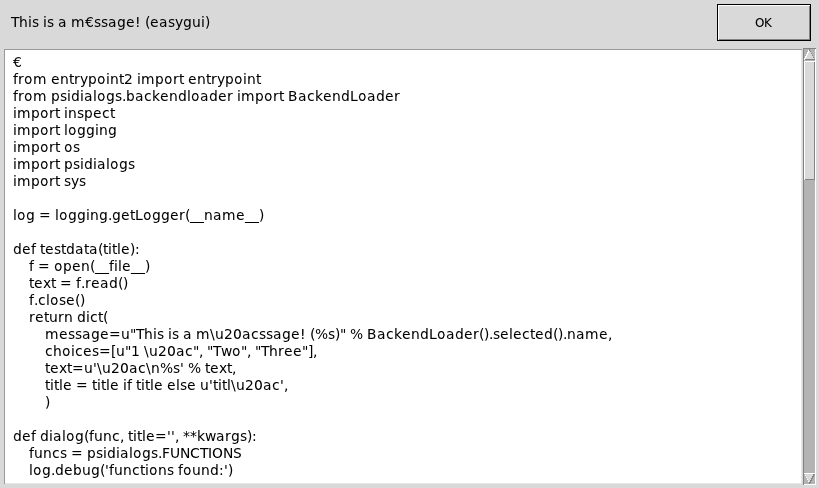 This is a m€ssage! (easygui)
OK
€
from entrypoint2 import entrypoint
from psidialogs.backendloader import BackendLoader
import inspect
import logging
import os
import psidialogs
import sys

log = logging.getLogger(__name__)

def testdata(title):
    f = open(__file__)
    text = f.read()
    f.close()
    return dict(
        message=u"This is a m\u20acssage! (%s)" % BackendLoader().selected().name,
        choices=[u"1 \u20ac", "Two", "Three"],
        text=u'\u20ac\n%s' % text,
        title = title if title else u'titl\u20ac',
        )

def dialog(func, title='', **kwargs):
    funcs = psidialogs.FUNCTIONS
    log.debug('functions found:')